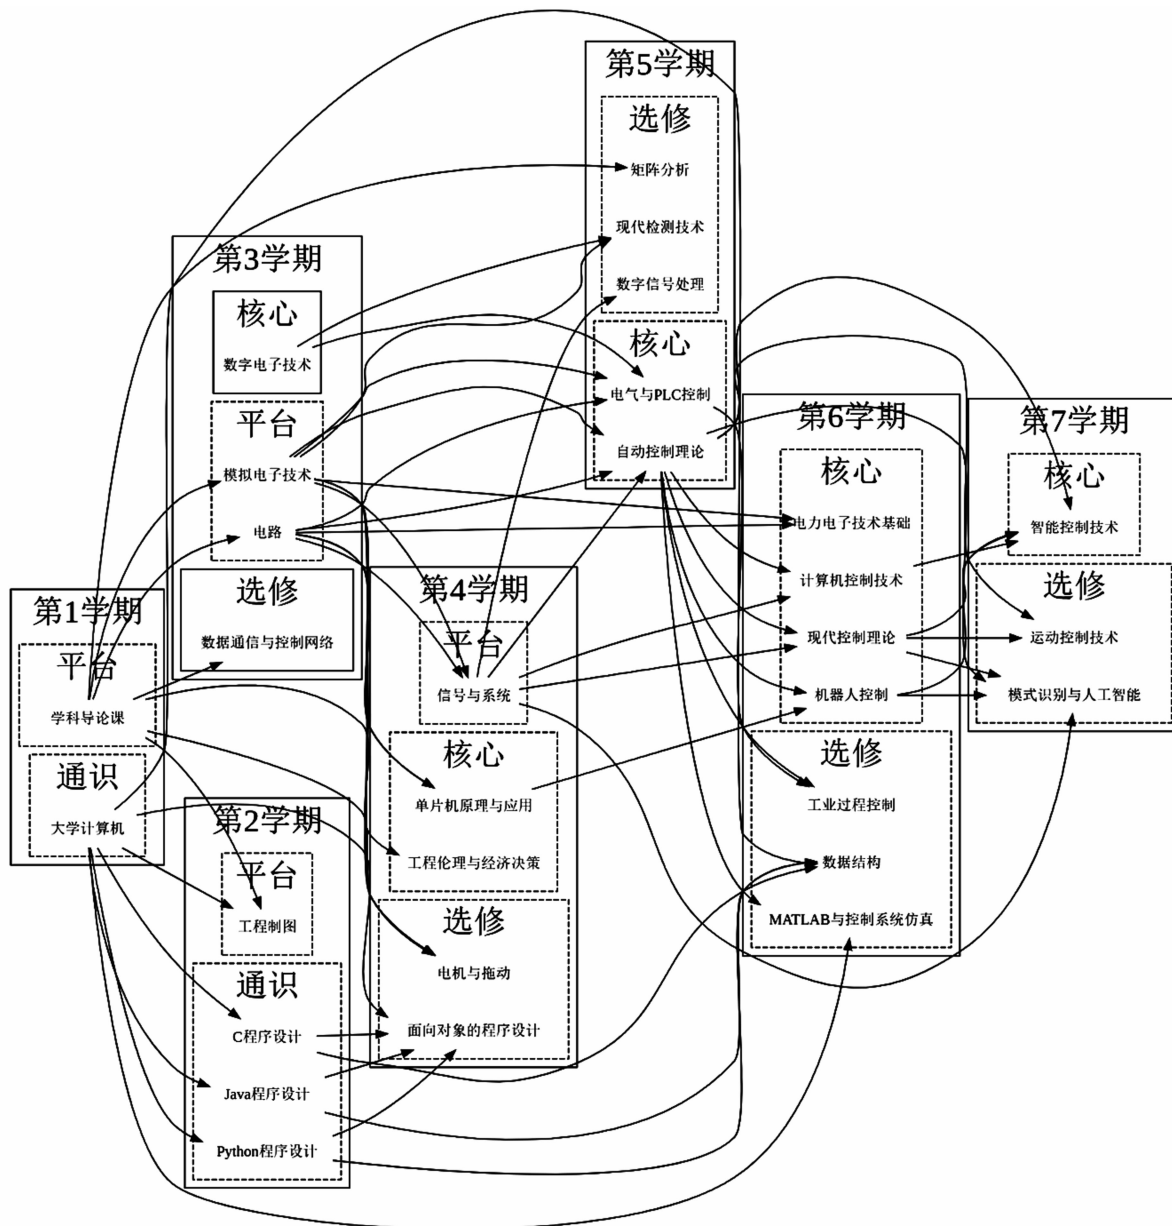 第1学期
平台
学科导论课
通识
大学计算机
第2学期
平台
工程制图
通识
C程序设计
Java程序设计
Python程序设计
第3学期
核心
数字电子技术
平台
模拟电子技术
电路
选修
数据通信与控制网络
第4学期
平台
信号与系统
核心
单片机原理与应用
工程伦理与经济决策
选修
电机与拖动
面向对象的程序设计
第5学期
选修
矩阵分析
现代检测技术
数字信号处理
核心
电气与PLC控制
自动控制理论
第6学期
核心
电力电子技术基础
计算机控制技术
现代控制理论
机器人控制
选修
工业过程控制
数据结构
MATLAB与控制系统仿真
第7学期
核心
智能控制技术
选修
运动控制技术
模式识别与人工智能